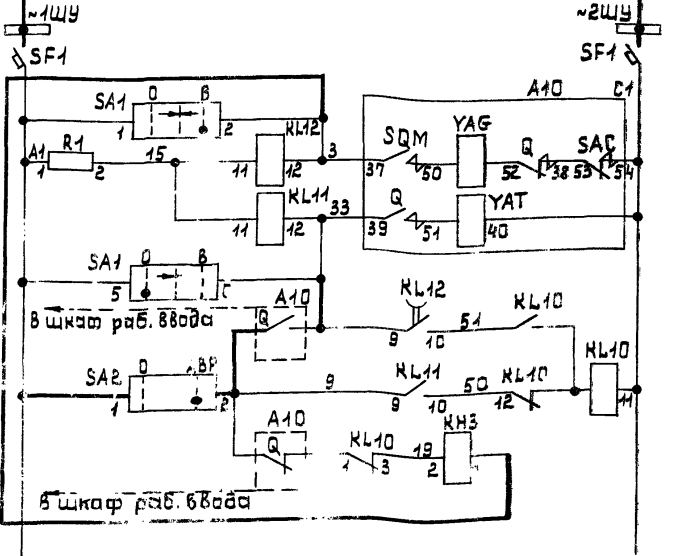 ~1ШУ ~2ШУ
SF1 SF1
A10 С1
SA1 0 В
1 2
KL12
SQM YAG Q SAC
A1 R1 15 3
1 2 11 12 37 50 52 38 53 54
KL11
33 Q YAT
11 12 39 51 40
SA1 0 В
5 С
A10 KL12 KL10
В шкаф раб. ввода Q
51
9 10
KL10
SA2 0 ВР
9 KL11 50 KL10
1 2 9 10 12 11
A10 KH3
Q KL10 19
1 3 2
В шкаф раб. ввода